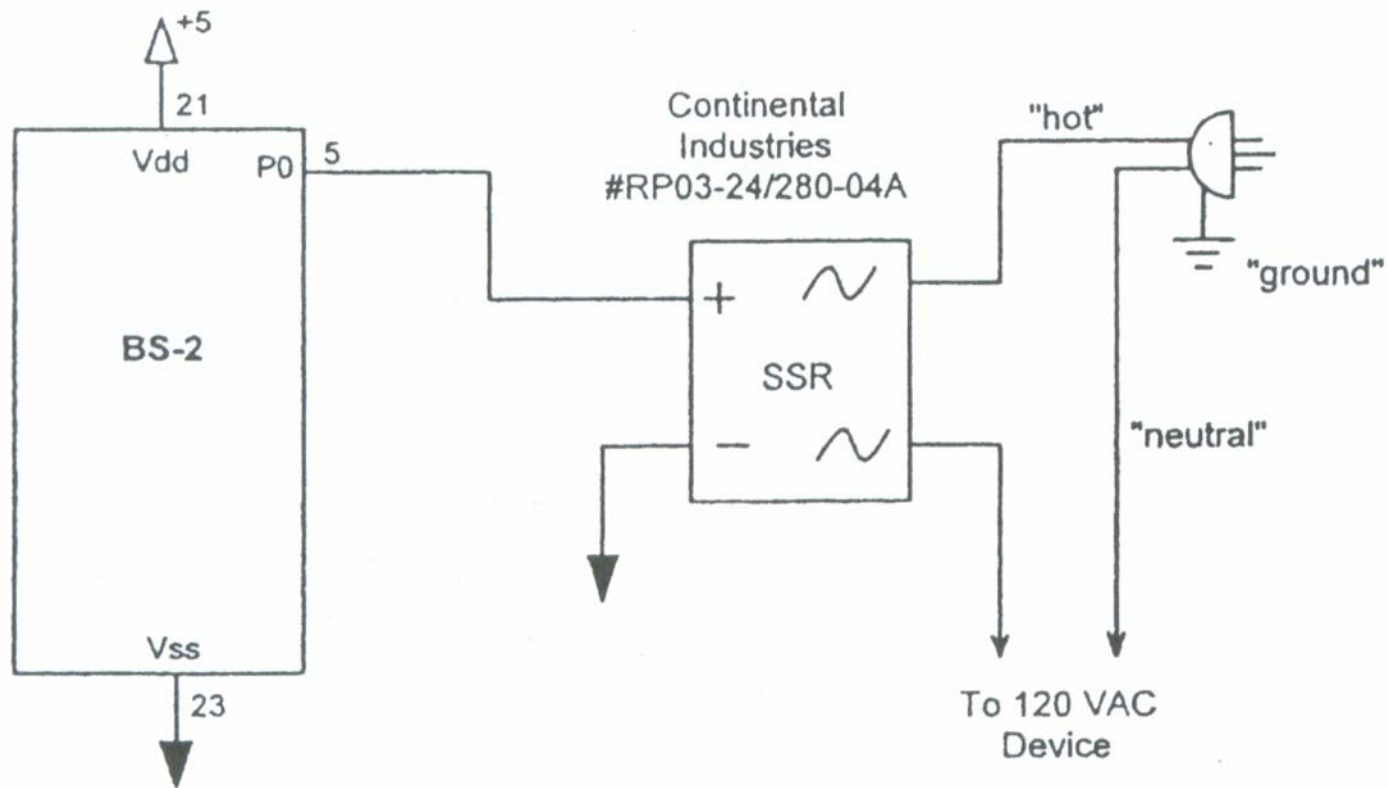 +5
21
Vdd
P0
5
BS-2
Vss
23
Continental
Industries
#RP03-24/280-04A
+
SSR
−
"hot"
"ground"
"neutral"
To 120 VAC
Device